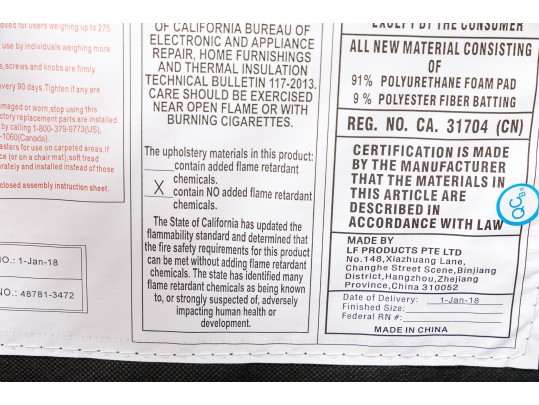 oved for users weighing up to 275
use by individuals weighing more
s,screws and knobs are firmly
very 90 days.Tighten if any are
maged or worn,stop using this
ctory replacement parts are installed
by calling 1-800-379-9773(US),
-1060(Canada).
asters for use on carpeted areas.If
ce (or on a chair mat),soft tread
arately and installed instead of those
closed assembly instruction sheet.
NO.: 1-Jan-18
NO.: 48781-3472
OF CALIFORNIA BUREAU OF
ELECTRONIC AND APPLIANCE
REPAIR, HOME FURNISHINGS
AND THERMAL INSULATION
TECHNICAL BULLETIN 117-2013.
CARE SHOULD BE EXERCISED
NEAR OPEN FLAME OR WITH
BURNING CIGARETTES.
The upholstery materials in this product:
contain added flame retardant
chemicals.
X contain NO added flame retardant
chemicals.
The State of California has updated the
flammability standard and determined that
the fire safety requirements for this product
can be met without adding flame retardant
chemicals. The state has identified many
flame retardant chemicals as being known
to, or strongly suspected of, adversely
impacting human health or
development.
EXCEPT BY THE CONSUMER
ALL NEW MATERIAL CONSISTING
OF
91% POLYURETHANE FOAM PAD
9 % POLYESTER FIBER BATTING
REG. NO. CA. 31704 (CN)
CERTIFICATION IS MADE
BY THE MANUFACTURER
THAT THE MATERIALS IN
THIS ARTICLE ARE
DESCRIBED IN
ACCORDANCE WITH LAW
QC
MADE BY
LF PRODUCTS PTE LTD
No.148,Xiazhuang Lane,
Changhe Street Scene,Binjiang
District,Hangzhou,Zhejiang
Province,China 310052
Date of Delivery: 1-Jan-18
Finished Size:
Federal RN #:
MADE IN CHINA